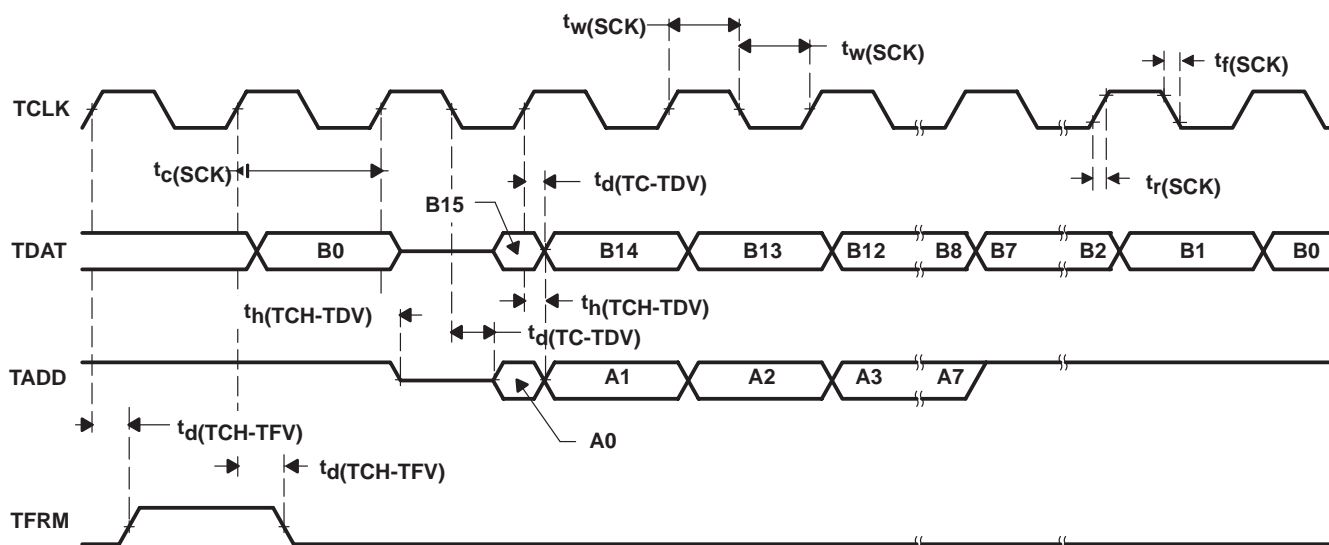 tw(SCK)
tw(SCK)
tf(SCK)
TCLK
tc(SCK)
td(TC-TDV)
tr(SCK)
B15
TDAT
B0
B14
B13
B12
B8
B7
B2
B1
B0
th(TCH-TDV)
th(TCH-TDV)
td(TC-TDV)
TADD
A1
A2
A3
A7
td(TCH-TFV)
A0
td(TCH-TFV)
TFRM